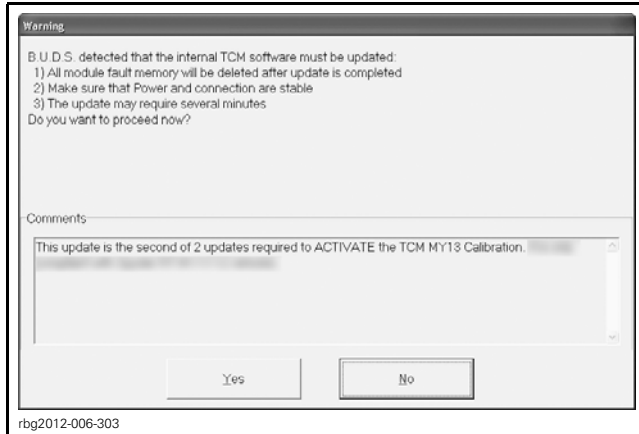 Warning
B.U.D.S. detected that the internal TCM software must be updated:
1) All module fault memory will be deleted after update is completed
2) Make sure that Power and connection are stable
3) The update may require several minutes
Do you want to proceed now?
Comments
This update is the second of 2 updates required to ACTIVATE the TCM MY13 Calibration.
Yes
No
rbg2012-006-303